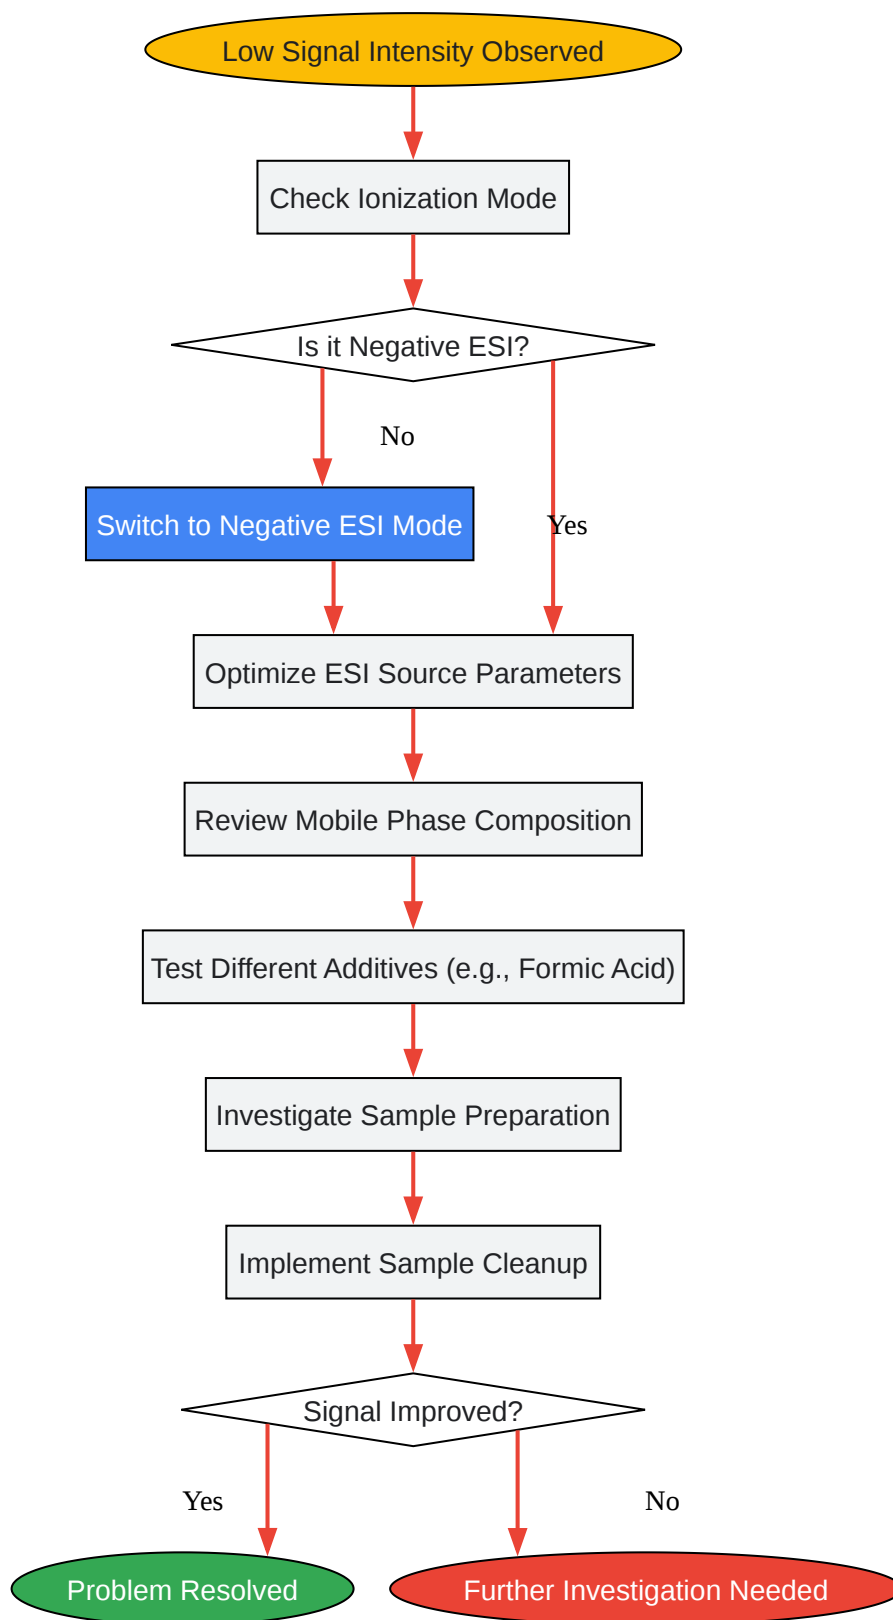 Low Signal Intensity Observed
Check Ionization Mode
Is it Negative ESI?
No
Switch to Negative ESI Mode
Yes
Optimize ESI Source Parameters
Review Mobile Phase Composition
Test Different Additives (e.g., Formic Acid)
Investigate Sample Preparation
Implement Sample Cleanup
Signal Improved?
Yes
No
Problem Resolved
Further Investigation Needed